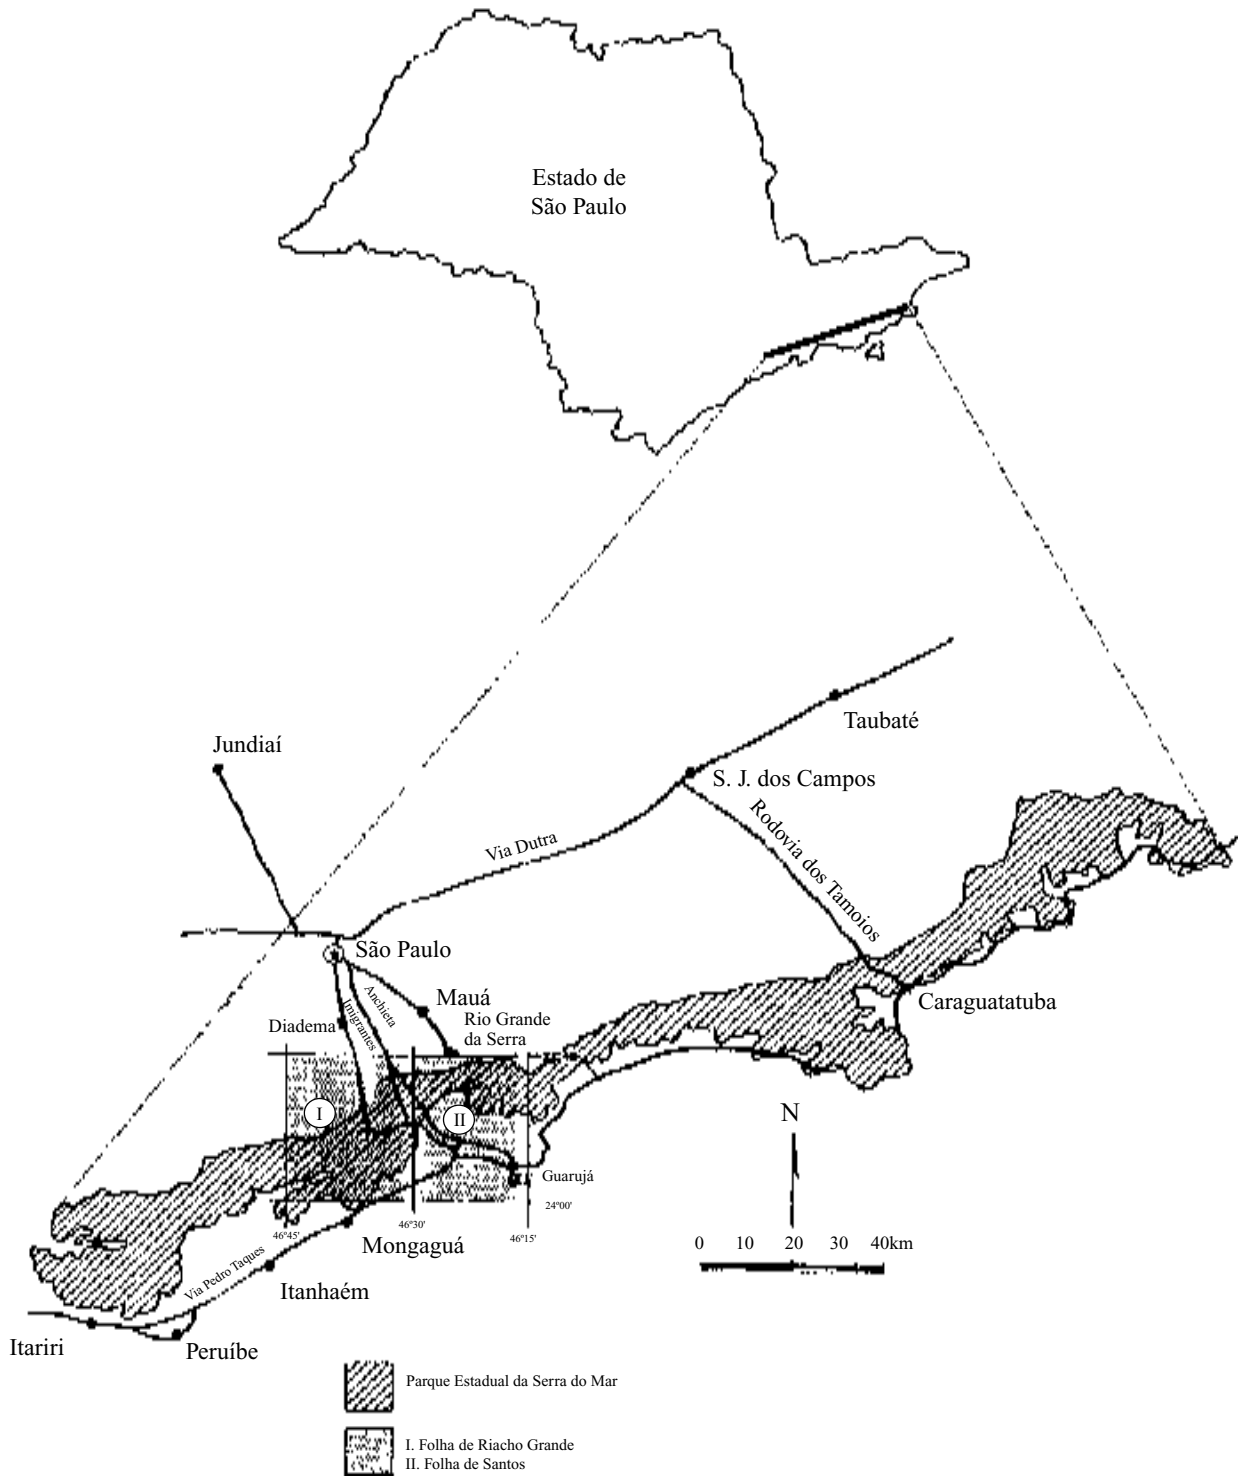 Estado de
São Paulo
Taubaté
Jundiaí
S. J. dos Campos
Via Dutra
Rodovia dos Tamoios
São Paulo
Anchieta
Imigrantes
Mauá
Diadema
Rio Grande
da Serra
Caraguatatuba
I
II
N
Guarujá
24º00'
46º45'
46º30'
46º15'
Mongaguá
0 10 20 30 40km
Via Pedro Taques
Itanhaém
Itariri
Peruíbe
Parque Estadual da Serra do Mar
I. Folha de Riacho Grande
II. Folha de Santos